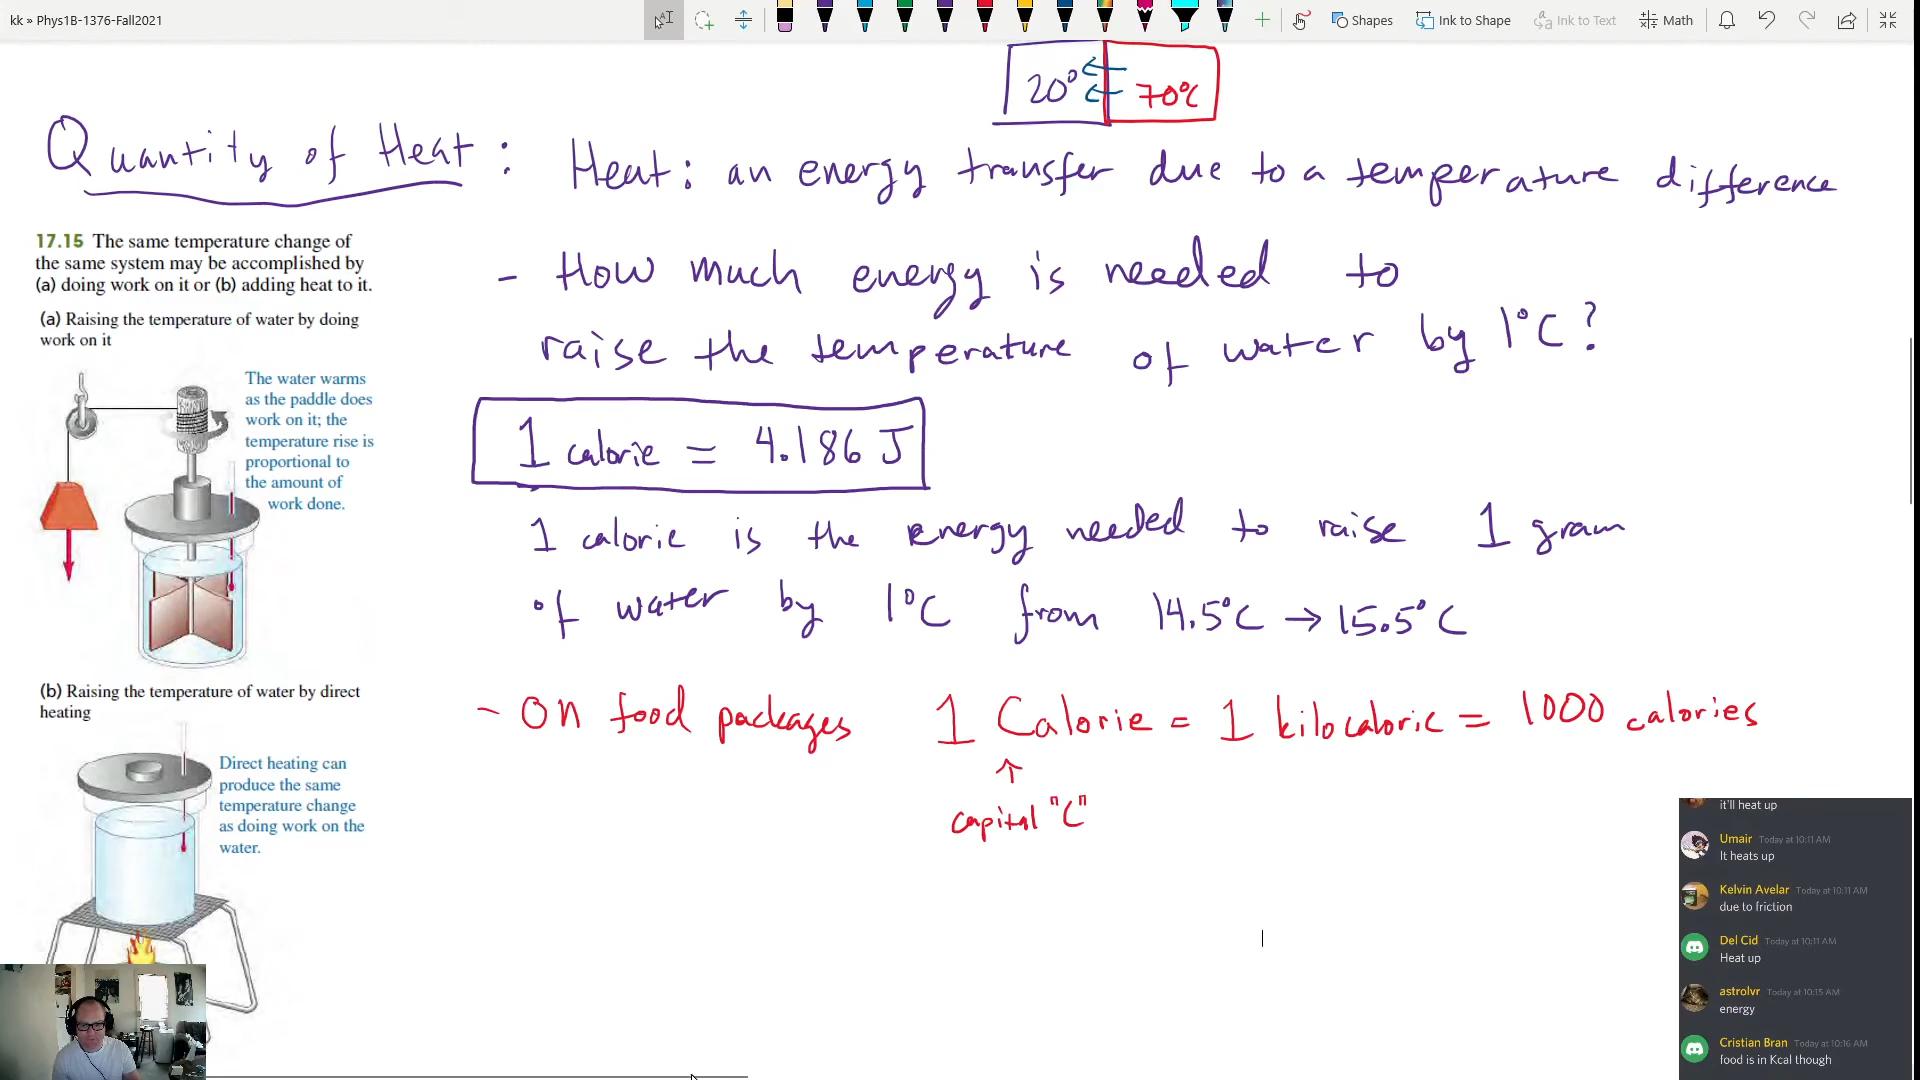 kk » Phys1B-1376-Fall2021
Shapes
Ink to Shape
Ink to Text
Math
20°
70°C
Quantity of Heat:
Heat: an energy transfer due to a temperature difference
17.15 The same temperature change of
the same system may be accomplished by
(a) doing work on it or (b) adding heat to it.
(a) Raising the temperature of water by doing
work on it
The water warms
as the paddle does
work on it; the
temperature rise is
proportional to
the amount of
work done.
(b) Raising the temperature of water by direct
heating
Direct heating can
produce the same
temperature change
as doing work on the
water.
- How much energy is needed to
raise the temperature of water by 1°C?
1 calorie = 4.186 J
1 calorie is the energy needed to raise 1 gram
of water by 1°C from 14.5°C → 15.5°C
- On food packages 1 Calorie = 1 kilocalorie = 1000 calories
↑
capital "C"
it'll heat up
Umair Today at 10:11 AM
It heats up
Kelvin Avelar Today at 10:11 AM
due to friction
Del Cid Today at 10:11 AM
Heat up
astrolvr Today at 10:15 AM
energy
Cristian Bran Today at 10:16 AM
food is in Kcal though